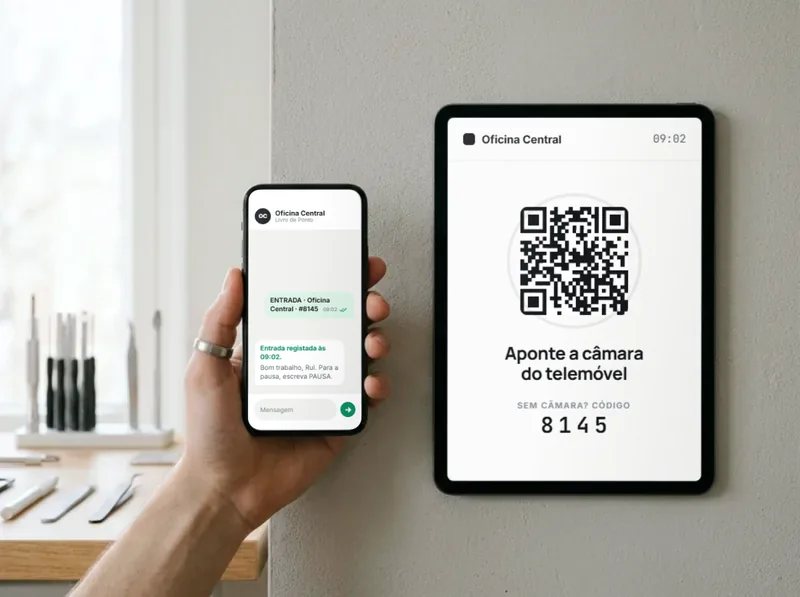 OC
Oficina Central
Livro de Ponto
ENTRADA · Oficina
Central · #8145 09:02
Entrada registada às
09:02.
Bom trabalho, Rui. Para a
pausa, escreva PAUSA.
Mensagem
Oficina Central
09:02
Aponte a câmara
do telemóvel
SEM CÂMARA? CÓDIGO
8145